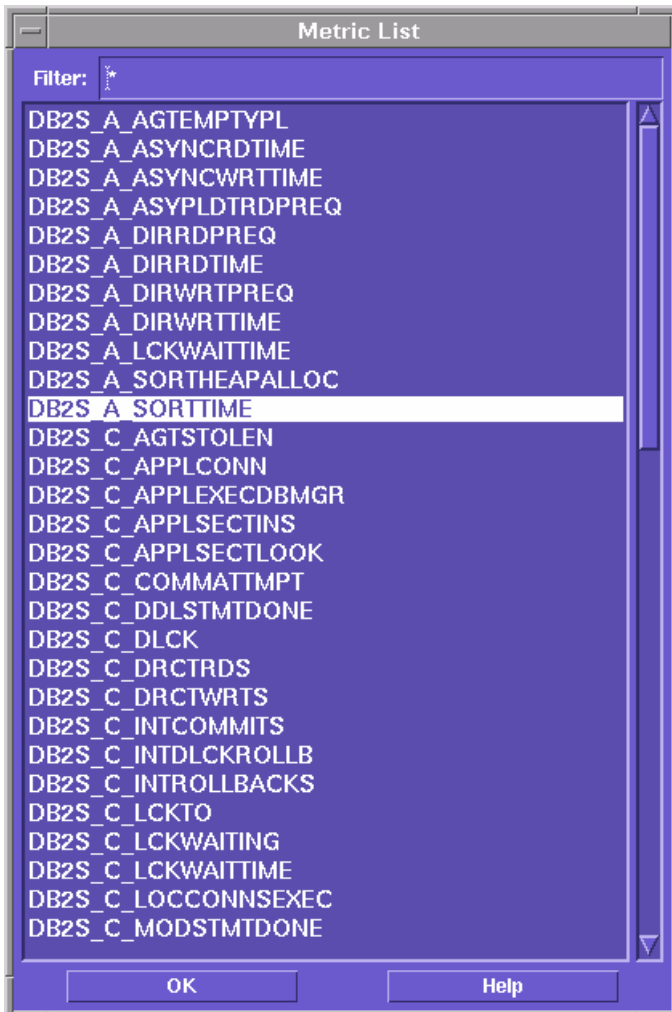 Metric List
Filter: *
DB2S_A_AGTEMPTYPL
DB2S_A_ASYNCRDTIME
DB2S_A_ASYNCWRTTIME
DB2S_A_ASYPLDTRDPREQ
DB2S_A_DIRRDPREQ
DB2S_A_DIRRDTIME
DB2S_A_DIRWRTPREQ
DB2S_A_DIRWRTTIME
DB2S_A_LCKWAITTIME
DB2S_A_SORTHEAPALLOC
DB2S_A_SORTTIME
DB2S_C_AGTSTOLEN
DB2S_C_APPLCONN
DB2S_C_APPLEXECDBMGR
DB2S_C_APPLSECTINS
DB2S_C_APPLSECTLOOK
DB2S_C_COMMATTMPT
DB2S_C_DDLSTMTDONE
DB2S_C_DLCK
DB2S_C_DRCTRDS
DB2S_C_DRCTWRTS
DB2S_C_INTCOMMITS
DB2S_C_INTDLCKROLLB
DB2S_C_INTROLLBACKS
DB2S_C_LCKTO
DB2S_C_LCKWAITING
DB2S_C_LCKWAITTIME
DB2S_C_LOCCONNSEXEC
DB2S_C_MODSTMTDONE
OK Help